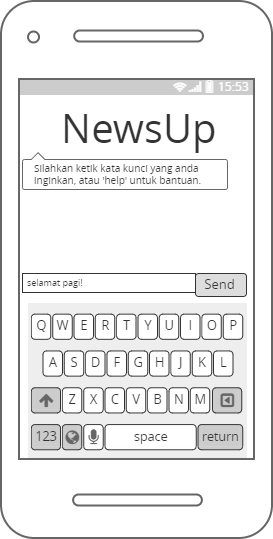 15:53
NewsUp
Silahkan ketik kata kunci yang anda
inginkan, atau 'help' untuk bantuan.
selamat pagi! Send
Q W E R T Y U I O P
A S D F G H J K L
Z X C V B N M
123 space return